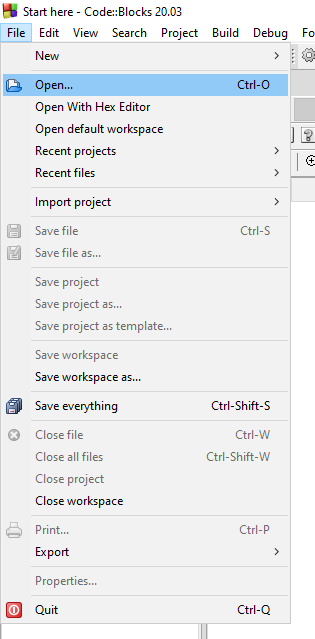 Start here - Code::Blocks 20.03
File Edit View Search Project Build Debug Fo
New
Open... Ctrl-O
Open With Hex Editor
Open default workspace
Recent projects
Recent files
Import project
Save file Ctrl-S
Save file as...
Save project
Save project as...
Save project as template...
Save workspace
Save workspace as...
Save everything Ctrl-Shift-S
Close file Ctrl-W
Close all files Ctrl-Shift-W
Close project
Close workspace
Print... Ctrl-P
Export
Properties...
Quit Ctrl-Q